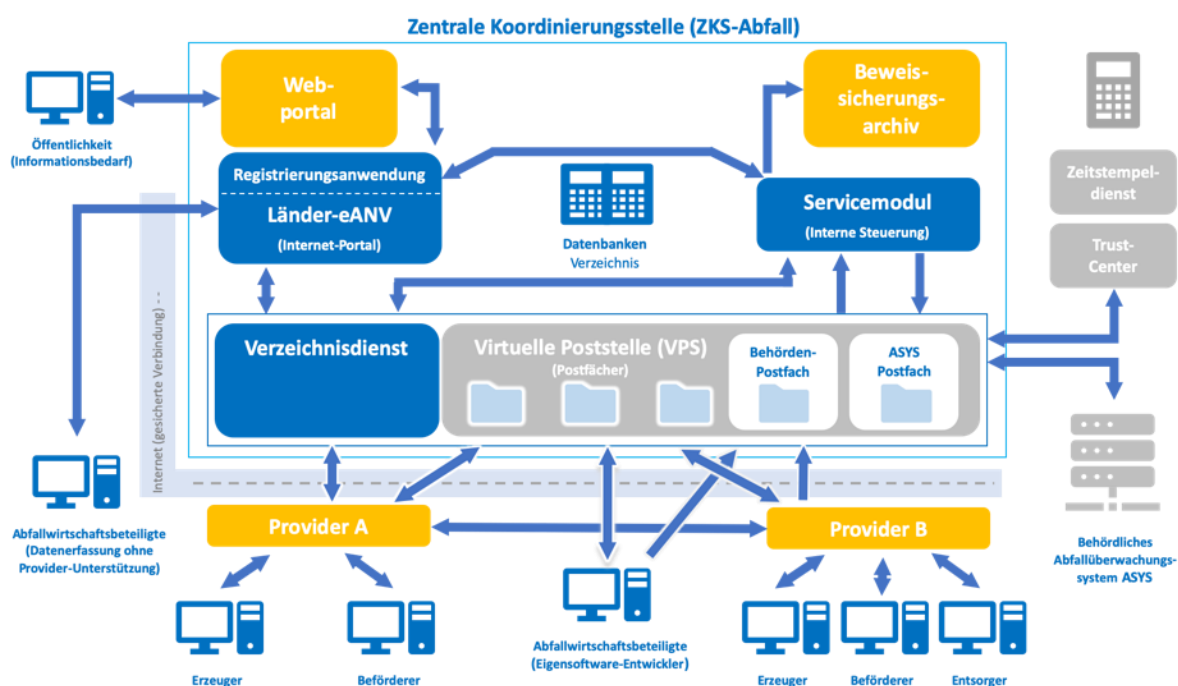 Zentrale Koordinierungsstelle (ZKS-Abfall)
Web-
portal
Beweis-
sicherungs-
archiv
Öffentlichkeit
(Informationsbedarf)
Registrierungsanwendung
Länder-eANV
(Internet-Portal)
Datenbanken
Verzeichnis
Servicemodul
(Interne Steuerung)
Zeitstempel-
dienst
Trust-
Center
Internet (gesicherte Verbindung) - -
Verzeichnisdienst
Virtuelle Poststelle (VPS)
(Postfächer)
Behörden-
Postfach
ASYS
Postfach
Abfallwirtschaftsbeteiligte
(Datenerfassung ohne
Provider-Unterstützung)
Provider A
Provider B
Behördliches
Abfallüberwachungs-
system ASYS
Abfallwirtschaftsbeteiligte
(Eigensoftware-Entwickler)
Erzeuger
Beförderer
Erzeuger
Beförderer
Entsorger